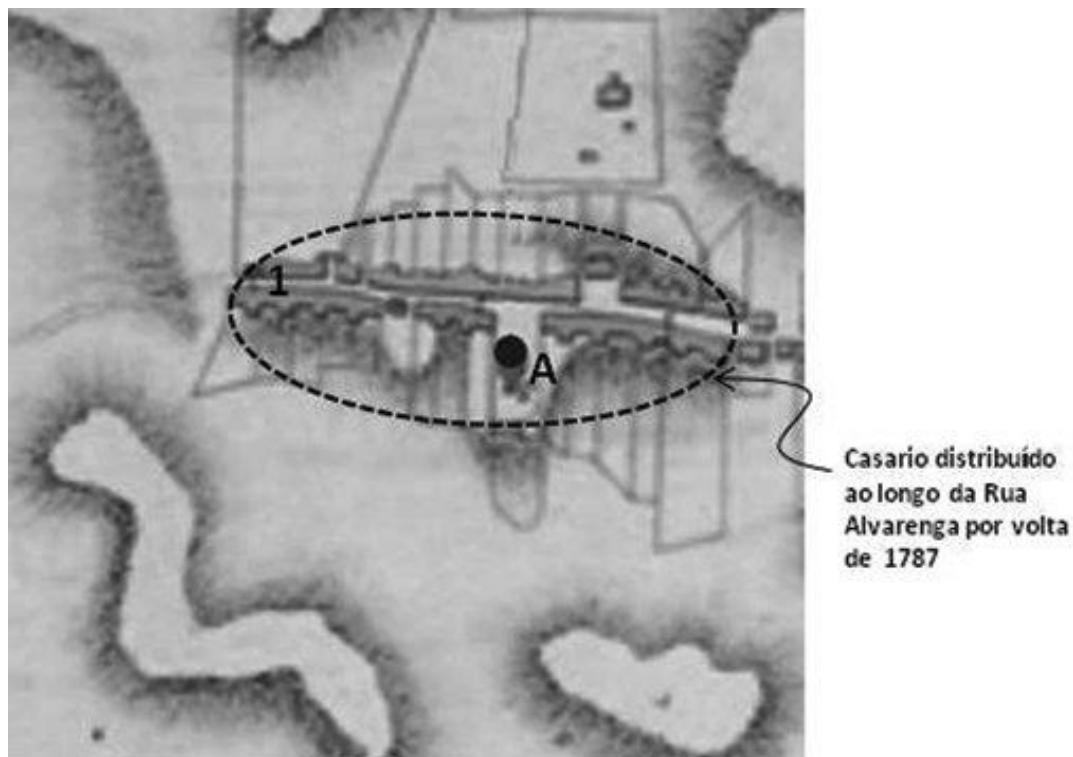 1
A
Casario distribuído
ao longo da Rua
Alvarenga por volta
de 1787